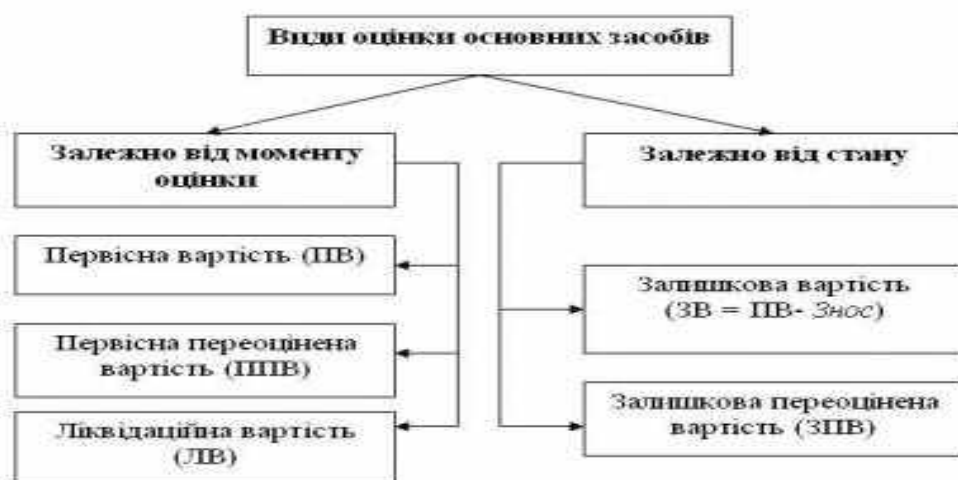 Види оцінки основних засобів
Залежно від моменту
оцінки
Первісна вартість (ПВ)
Первісна переоцінена
вартість (ППВ)
Ліквідаційна вартість
(ЛВ)
Залежно від стану
Залишкова вартість
(ЗВ = ПВ- Знос)
Залишкова переоцінена
вартість (ЗПВ)